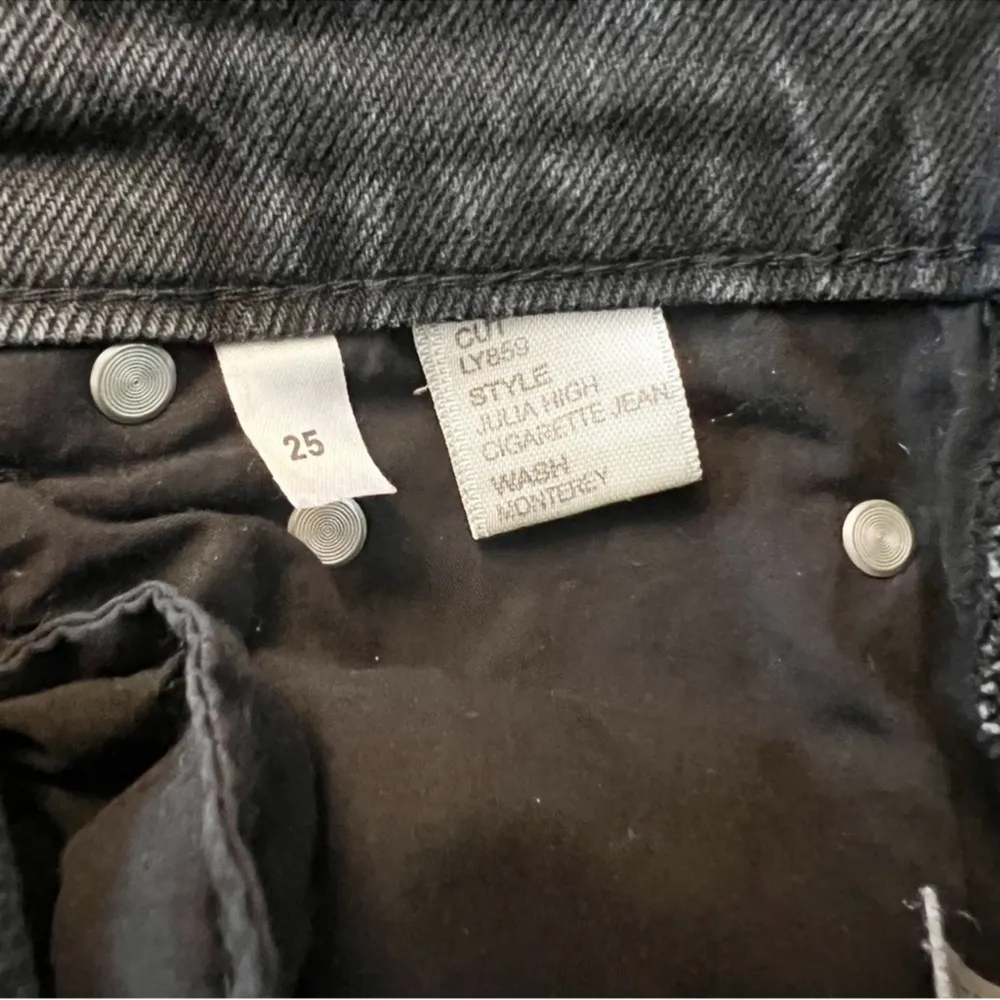 25
CUT
LY859
STYLE
JULIA HIGH
CIGARETTE JEAN
WASH
MONTEREY